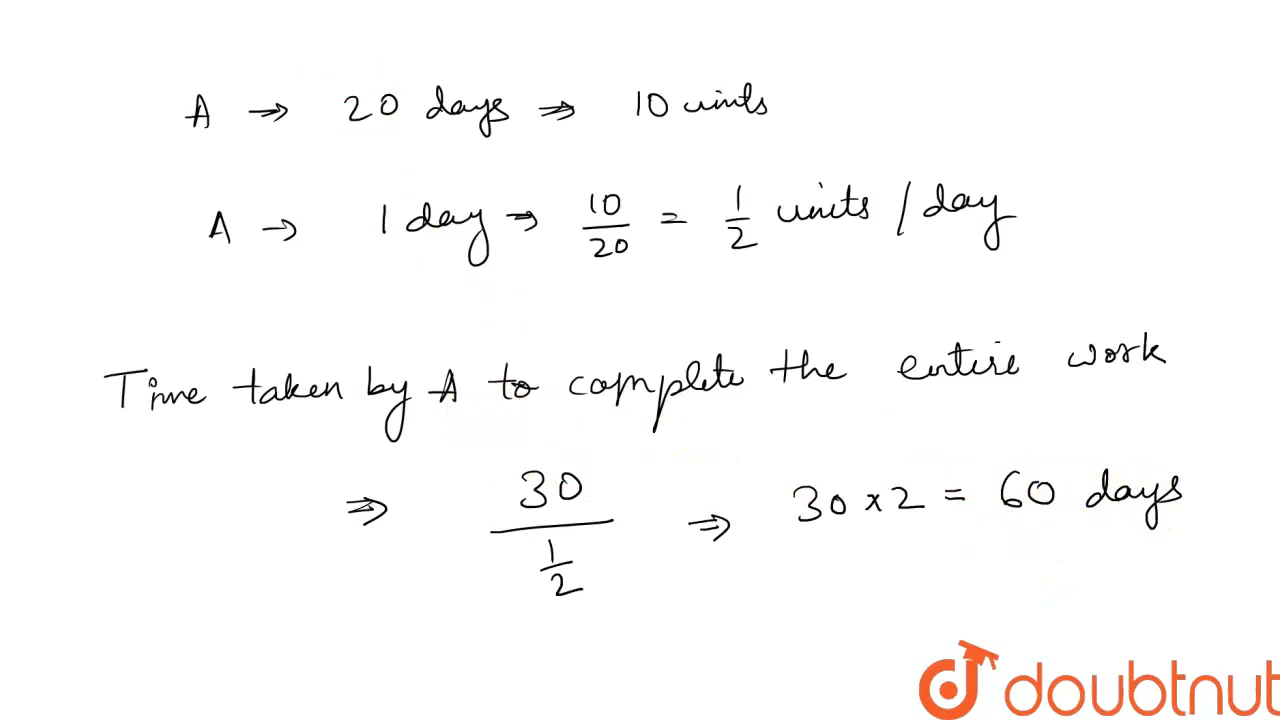 A → 20 days ⇒ 10 units
A → 1 day → 10/20 = 1/2 units / day
Time taken by A to complete the entire work
⇒ 30/(1/2) ⇒ 30 × 2 = 60 days
doubtnut